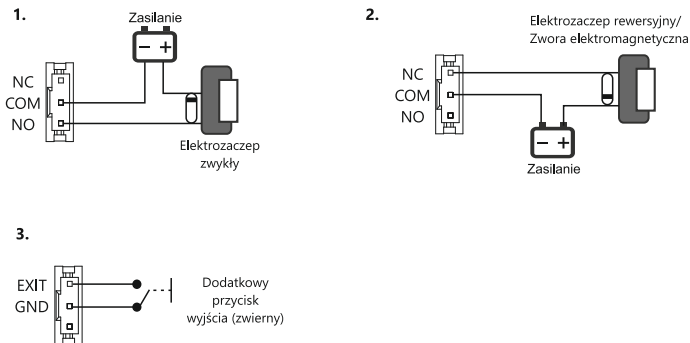 1.
Zasilanie
- +
NC
COM
NO
Elektrozaczep
zwykły
2.
Elektrozaczep rewersyjny/
Zwora elektromagnetyczna
NC
COM
NO
- +
Zasilanie
3.
EXIT
GND
Dodatkowy
przycisk
wyjścia (zwierny)